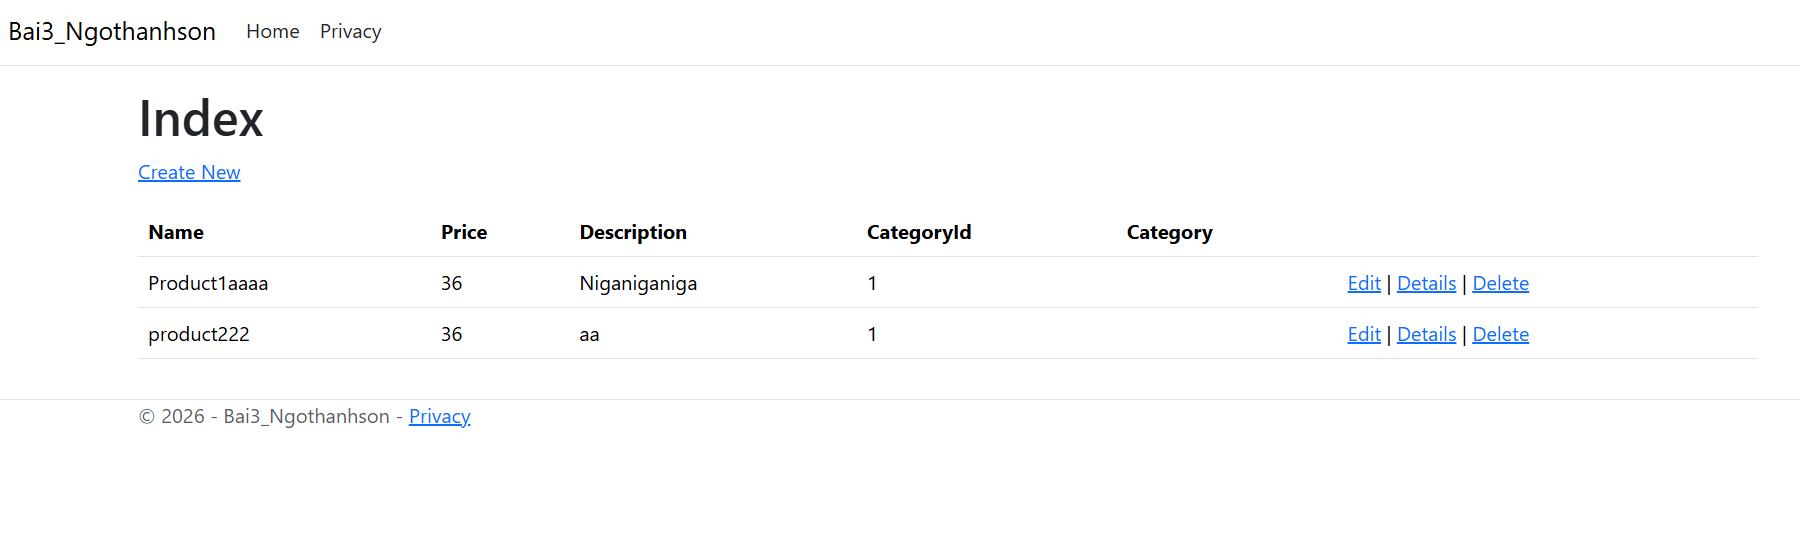 Bai3_Ngothanhson Home Privacy
Index
Create New
Name Price Description CategoryId Category
Product1aaaa 36 Niganiganiga 1 Edit | Details | Delete
product222 36 aa 1 Edit | Details | Delete
© 2026 - Bai3_Ngothanhson - Privacy